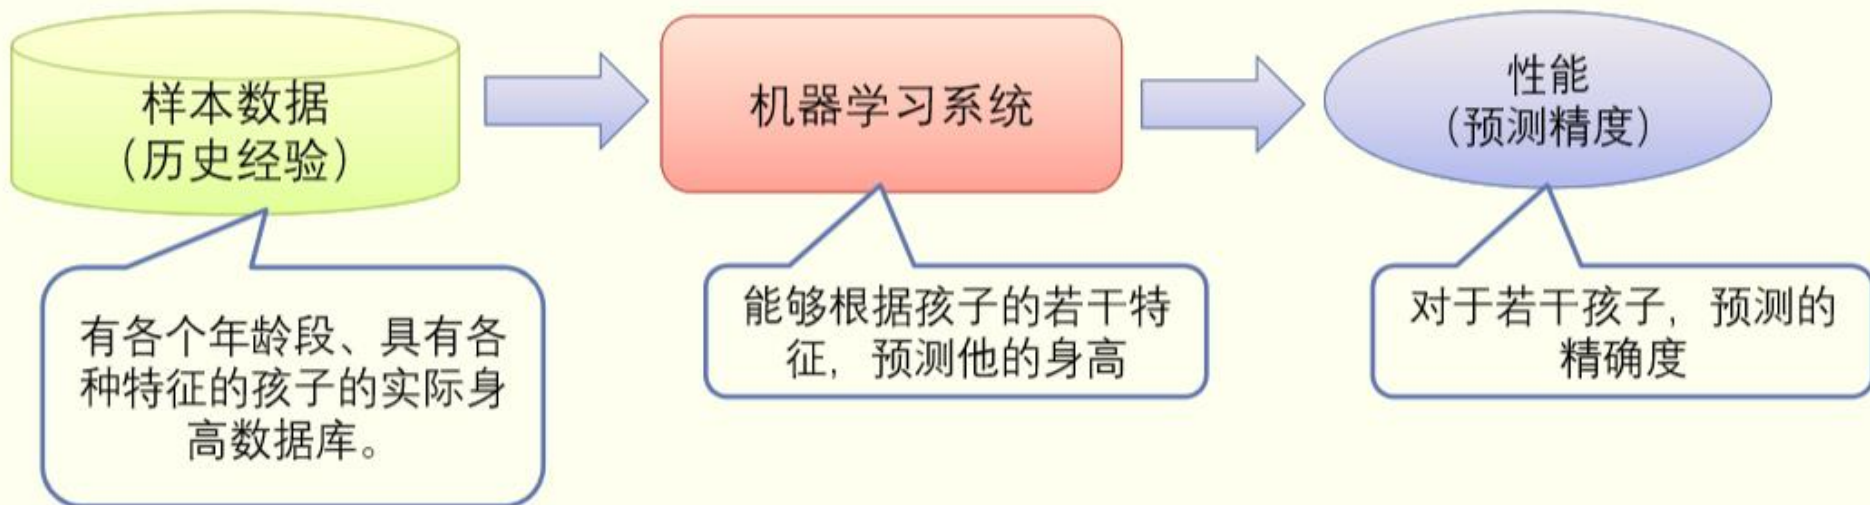 样本数据
（历史经验）
机器学习系统
性能
（预测精度）
有各个年龄段、具有各
种特征的孩子的实际身
高数据库。
能够根据孩子的若干特
征，预测他的身高
对于若干孩子，预测的
精确度